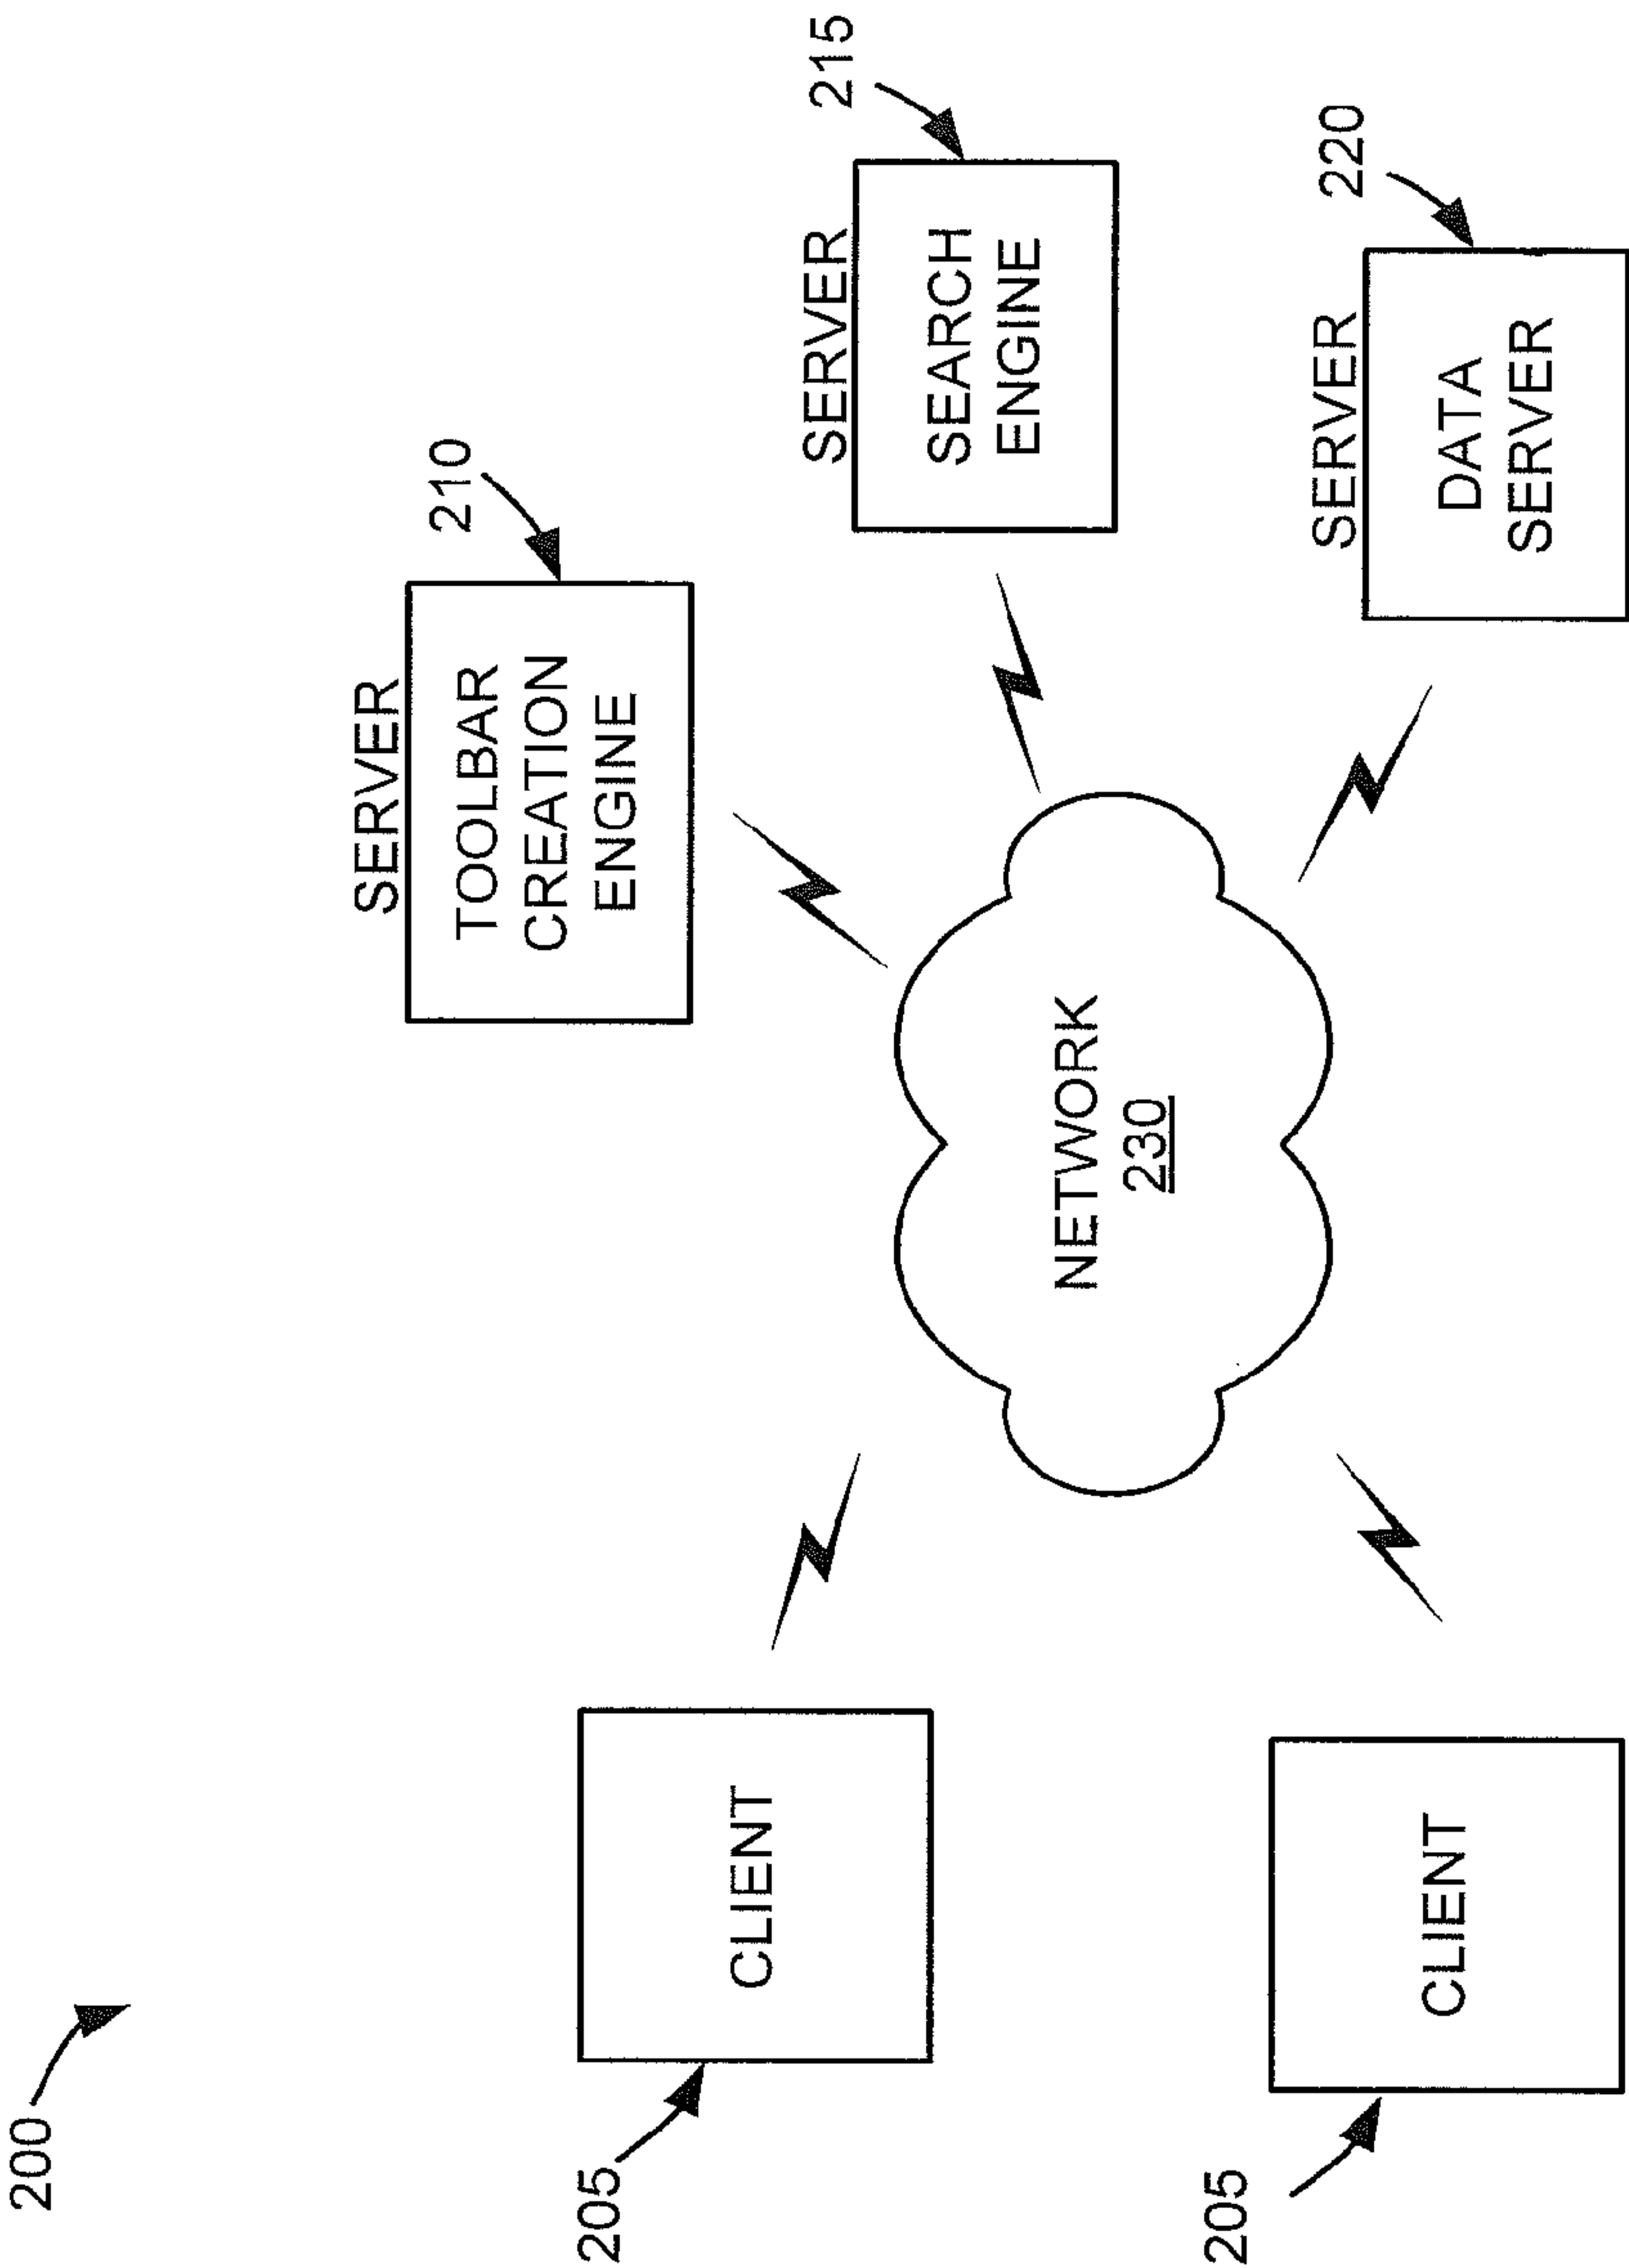 200
SERVER
210
TOOLBAR
CREATION
ENGINE
205
CLIENT
SERVER
215
SEARCH
ENGINE
NETWORK
230
205
CLIENT
SERVER
220
DATA
SERVER